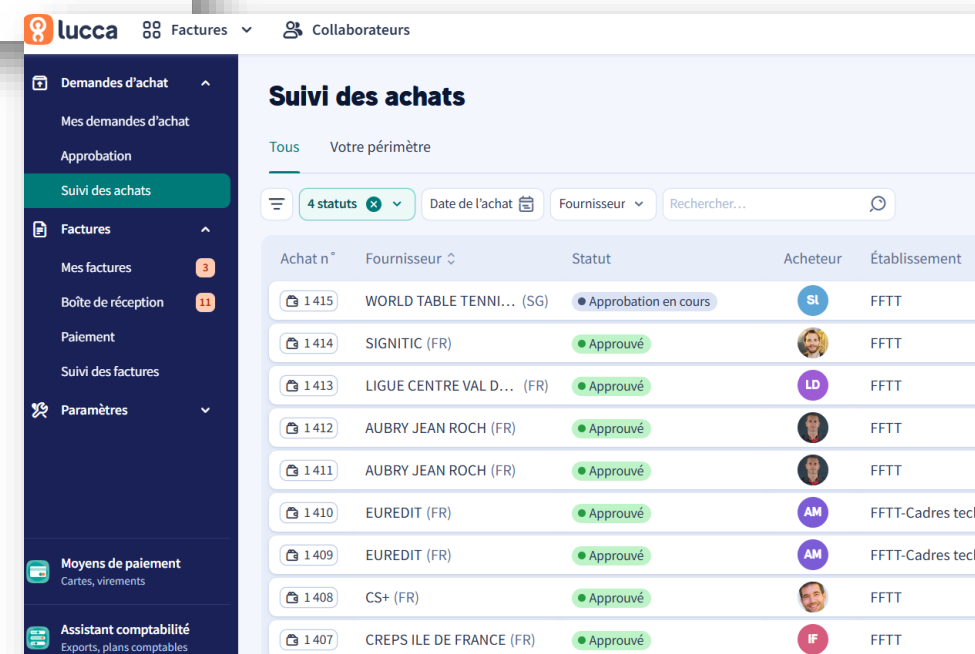 lucca Factures Collaborateurs
Demandes d'achat
Mes demandes d'achat
Approbation
Suivi des achats
Factures
Mes factures 3
Boîte de réception 11
Paiement
Suivi des factures
Paramètres
Moyens de paiement
Cartes, virements
Assistant comptabilité
Exports, plans comptables
Suivi des achats
Tous Votre périmètre
4 statuts Date de l'achat Fournisseur Rechercher...
Achat n° Fournisseur Statut Acheteur Établissement
1 415 WORLD TABLE TENNI... (SG) Approbation en cours SL FFTT
1 414 SIGNITIC (FR) Approuvé FFTT
1 413 LIGUE CENTRE VAL D... (FR) Approuvé LD FFTT
1 412 AUBRY JEAN ROCH (FR) Approuvé FFTT
1 411 AUBRY JEAN ROCH (FR) Approuvé FFTT
1 410 EUREDIT (FR) Approuvé AM FFTT-Cadres tech
1 409 EUREDIT (FR) Approuvé AM FFTT-Cadres tech
1 408 CS+ (FR) Approuvé FFTT
1 407 CREPS ILE DE FRANCE (FR) Approuvé IF FFTT